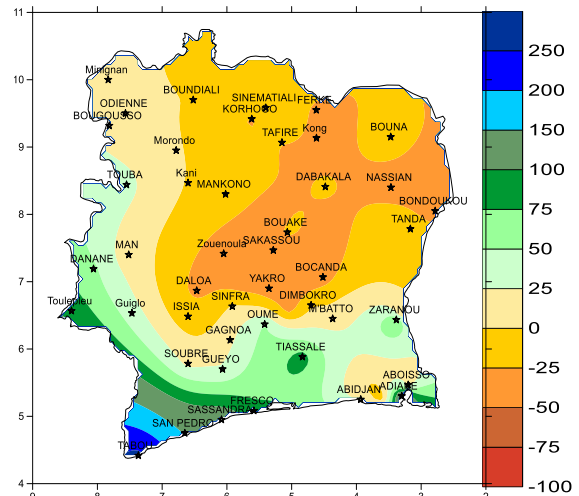 11
10
9
8
7
6
5
4
Minignan
BOUNDIALI
ODIENNE
BOUGOUSSO
SINEMATIALI
FERKE
KORHOGO
TAFIRE
Kong
BOUNA
Morondo
TOUBA
Kani
MANKONO
DABAKALA
NASSIAN
BONDOUKOU
TANDA
BOUAKE
MAN
Zouenoula
SAKASSOU
DANANE
BOCANDA
DALOA
YAKRO
SINFRA
DIMBOKRO
Toulepleu
Guiglo
ISSIA
OUME
M'BATTO
ZARANOU
GAGNOA
TIASSALE
SOUBRE
GUEYO
ABOISSO
ABIDJAN
ADIAKE
FRESCO
SASSANDRA
SAN PEDRO
TABOU
250
200
150
100
75
50
25
0
-25
-50
-75
-100